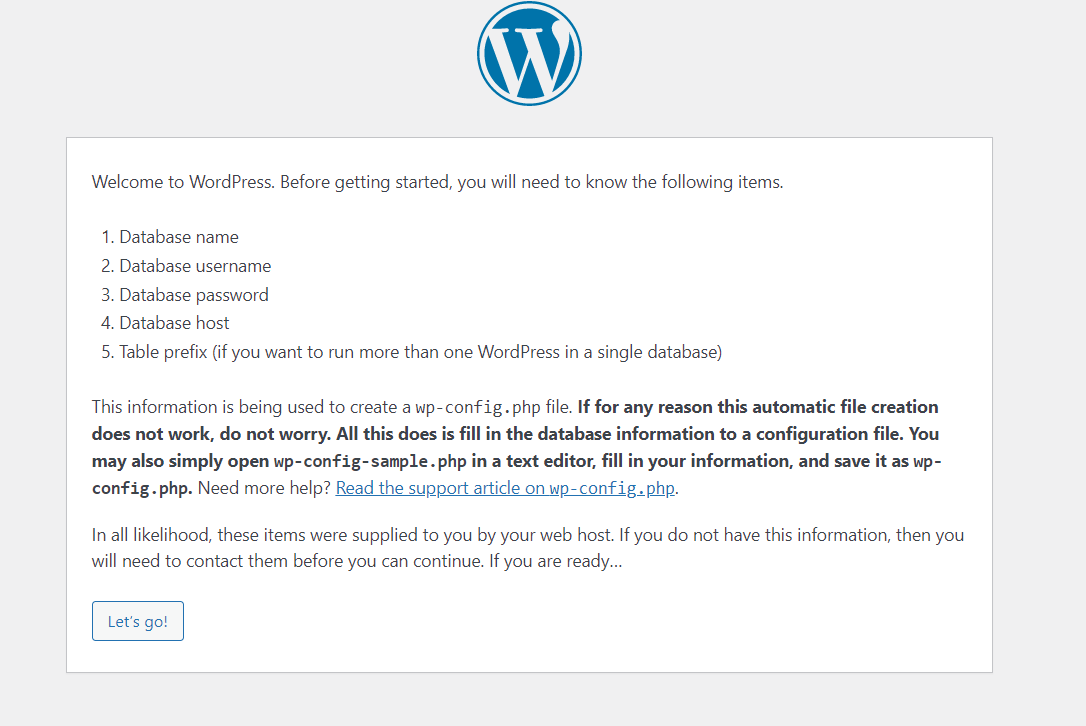 W
Welcome to WordPress. Before getting started, you will need to know the following items.
1. Database name
2. Database username
3. Database password
4. Database host
5. Table prefix (if you want to run more than one WordPress in a single database)
This information is being used to create a wp-config.php file. If for any reason this automatic file creation
does not work, do not worry. All this does is fill in the database information to a configuration file. You
may also simply open wp-config-sample.php in a text editor, fill in your information, and save it as wp-
config.php. Need more help? Read the support article on wp-config.php.
In all likelihood, these items were supplied to you by your web host. If you do not have this information, then you
will need to contact them before you can continue. If you are ready…
Let’s go!